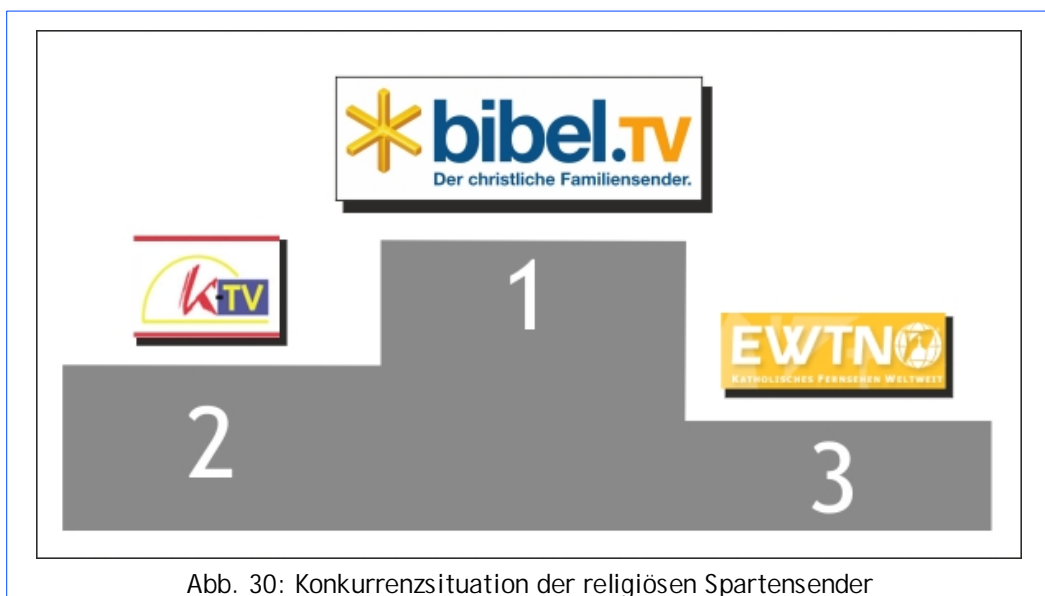 bibel.TV
Der christliche Familiensender.
K-TV
1
EWTN
KATHOLISCHES FERNSEHEN WELTWEIT
2
3
Abb. 30: Konkurrenzsituation der religiösen Spartensender